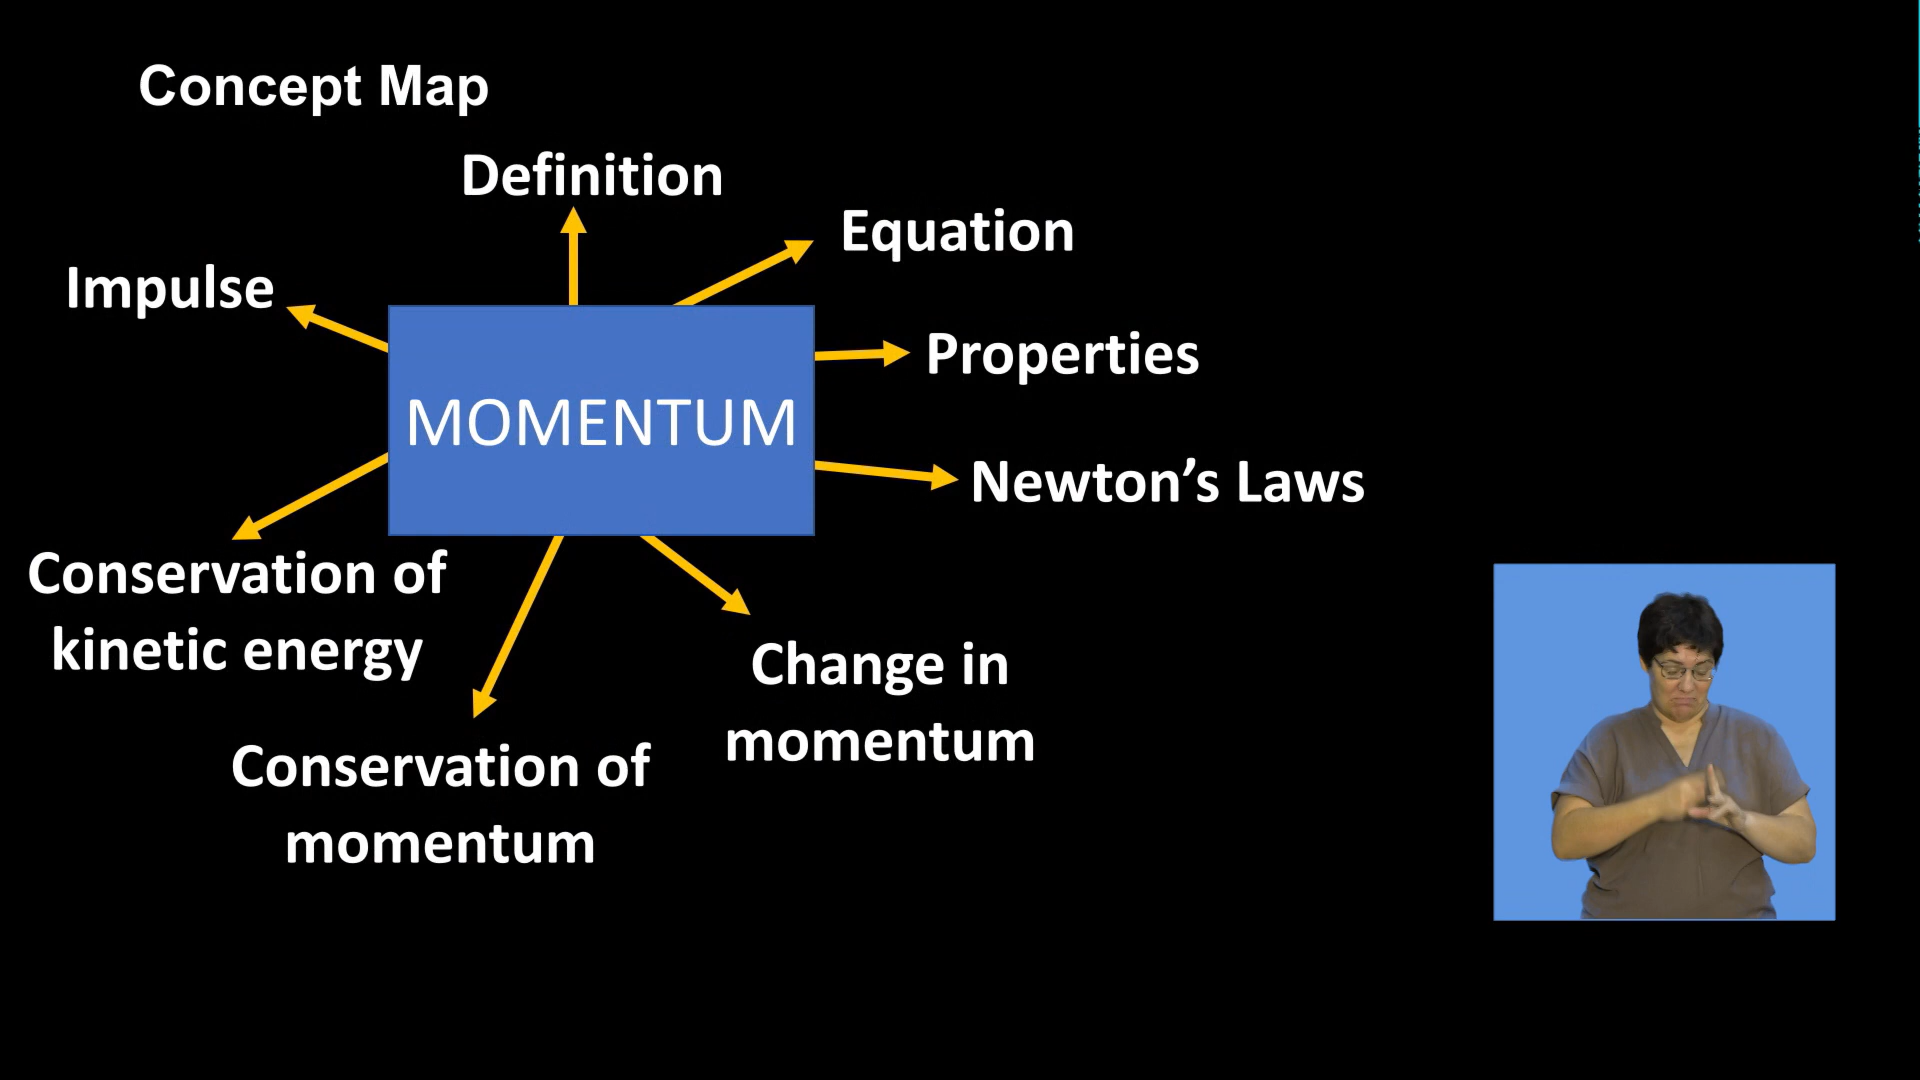 Concept Map
Definition
Equation
Impulse
Properties
MOMENTUM
Newton’s Laws
Conservation of
kinetic energy
Change in
momentum
Conservation of
momentum